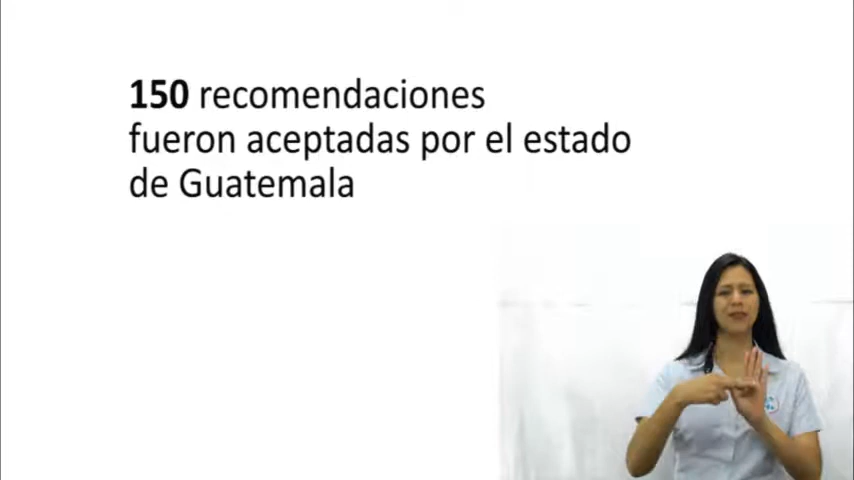 150 recomendaciones
fueron aceptadas por el estado
de Guatemala